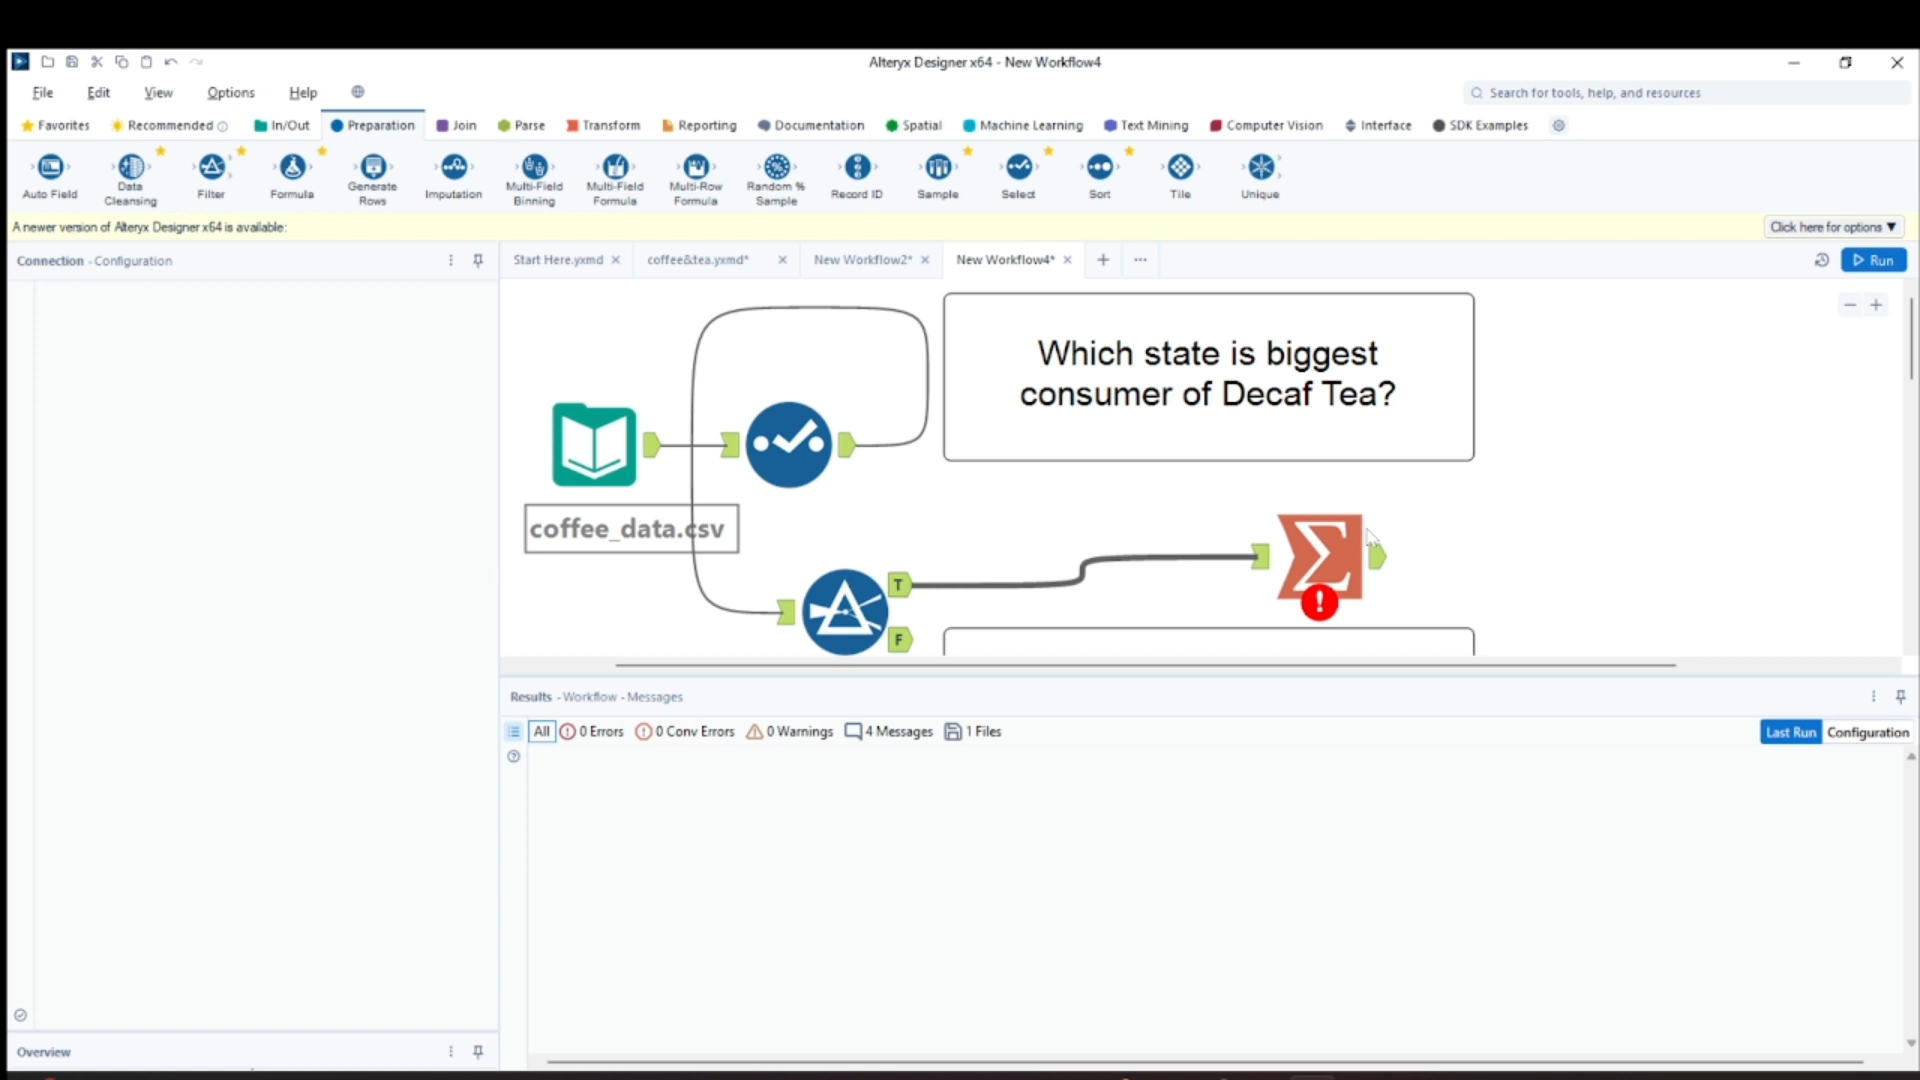 Alteryx Designer x64 - New Workflow4
File Edit View Options Help
Search for tools, help, and resources
Favorites Recommended In/Out Preparation Join Parse Transform Reporting Documentation Spatial Machine Learning Text Mining Computer Vision Interface SDK Examples
Auto Field
Data
Cleansing
Filter
Formula
Generate
Rows
Imputation
Multi-Field
Binning
Multi-Field
Formula
Multi-Row
Formula
Random %
Sample
Record ID
Sample
Select
Sort
Tile
Unique
A newer version of Alteryx Designer x64 is available:
Click here for options ▼
Connection - Configuration
Start Here.yxmd
coffee&tea.yxmd*
New Workflow2*
New Workflow4*
Run
Which state is biggest
consumer of Decaf Tea?
coffee_data.csv
T
F
Results - Workflow - Messages
All 0 Errors 0 Conv Errors 0 Warnings 4 Messages 1 Files
Last Run Configuration
Overview